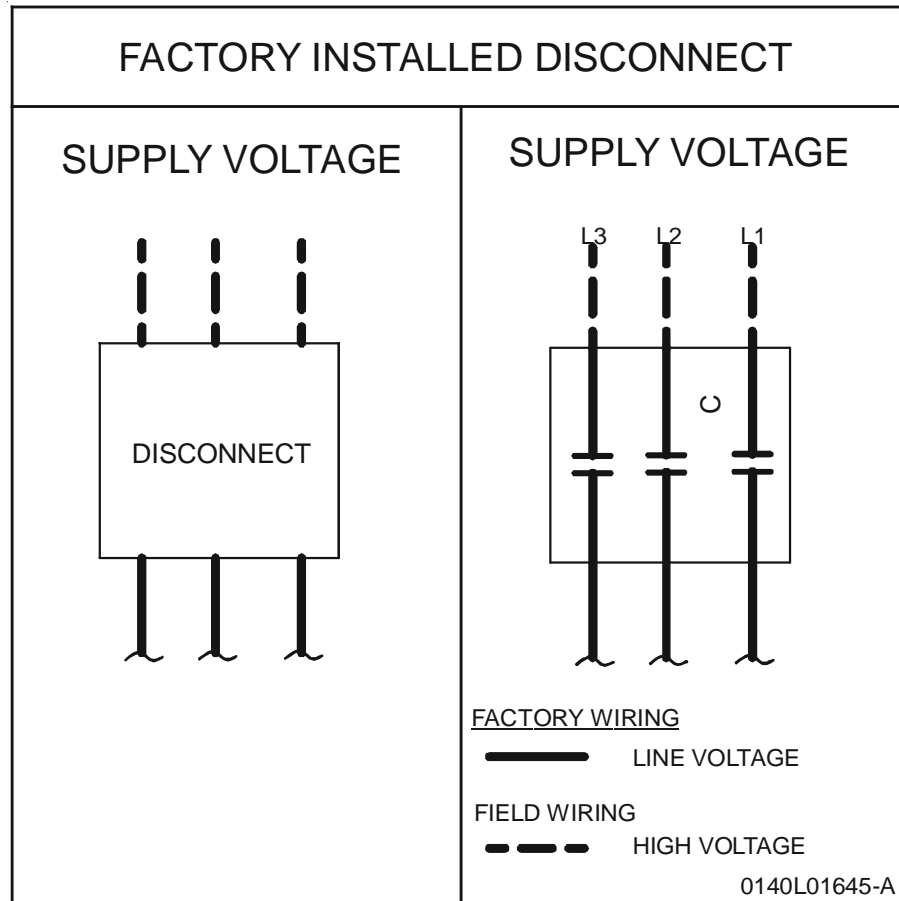 FACTORY INSTALLED DISCONNECT
SUPPLY VOLTAGE
DISCONNECT
SUPPLY VOLTAGE
L3 L2 L1
C
FACTORY WIRING
LINE VOLTAGE
FIELD WIRING
HIGH VOLTAGE
0140L01645-A